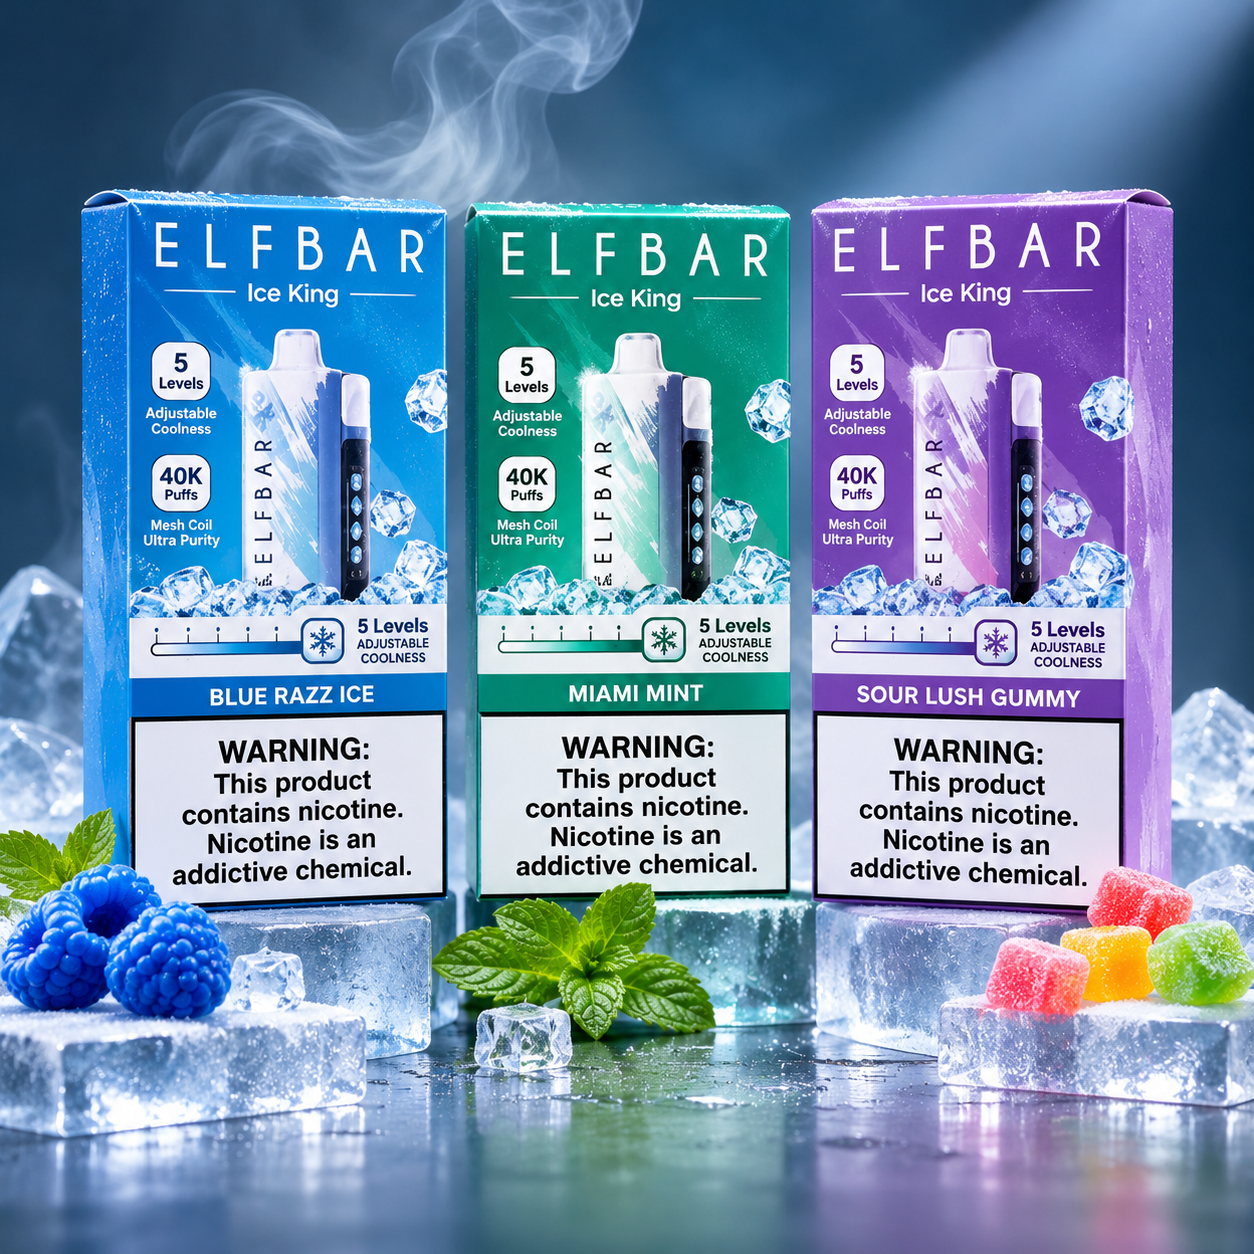 ELFBAR
Ice King
5
Levels
Adjustable
Coolness
40K
Puffs
Mesh Coil
Ultra Purity
ELFBAR
5 Levels
ADJUSTABLE
COOLNESS
BLUE RAZZ ICE
WARNING:
This product
contains nicotine.
Nicotine is an
addictive chemical.
ELFBAR
Ice King
5
Levels
Adjustable
Coolness
40K
Puffs
Mesh Coil
Ultra Purity
ELFBAR
5 Levels
ADJUSTABLE
COOLNESS
MIAMI MINT
WARNING:
This product
contains nicotine.
Nicotine is an
addictive chemical.
ELFBAR
Ice King
5
Levels
Adjustable
Coolness
40K
Puffs
Mesh Coil
Ultra Purity
ELFBAR
5 Levels
ADJUSTABLE
COOLNESS
SOUR LUSH GUMMY
WARNING:
This product
contains nicotine.
Nicotine is an
addictive chemical.